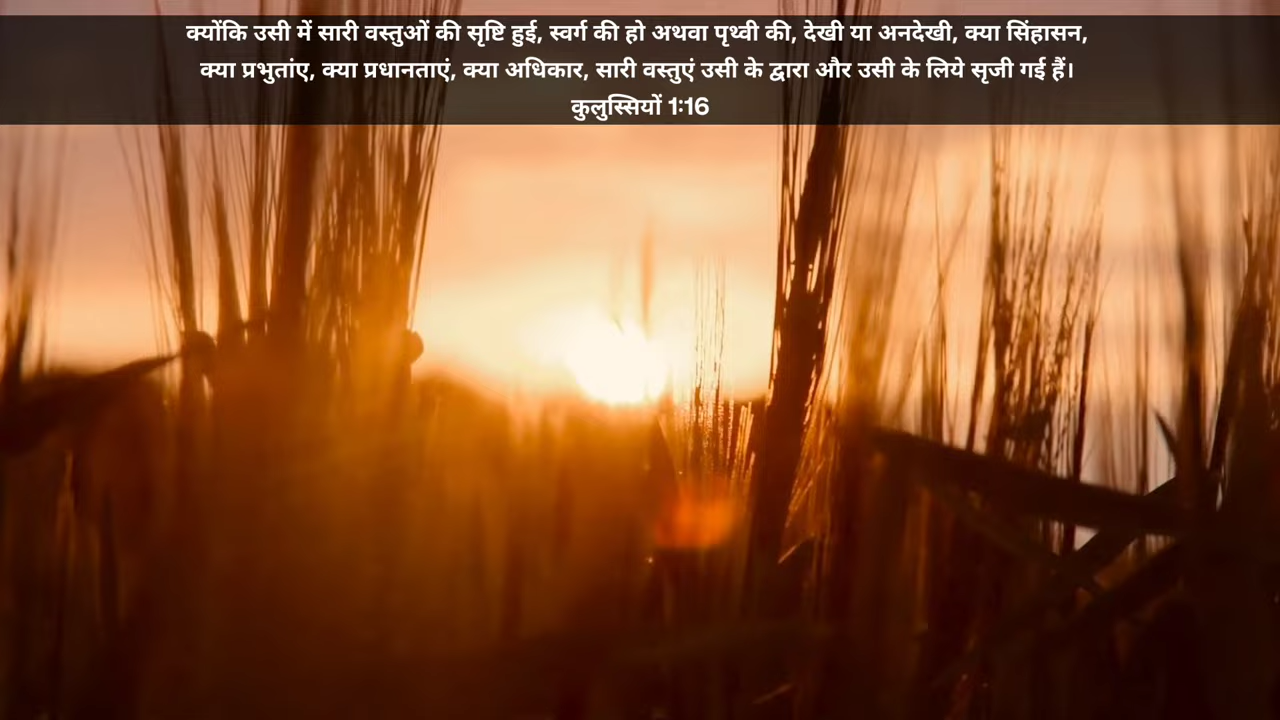 क्योंकि उसी में सारी वस्तुओं की सृष्टि हुई, स्वर्ग की हो अथवा पृथ्वी की, देखी या अनदेखी, क्या सिंहासन,
क्या प्रभुतांए, क्या प्रधानताएं, क्या अधिकार, सारी वस्तुएं उसी के द्वारा और उसी के लिये सृजी गई हैं।
कुलुस्सियों 1:16